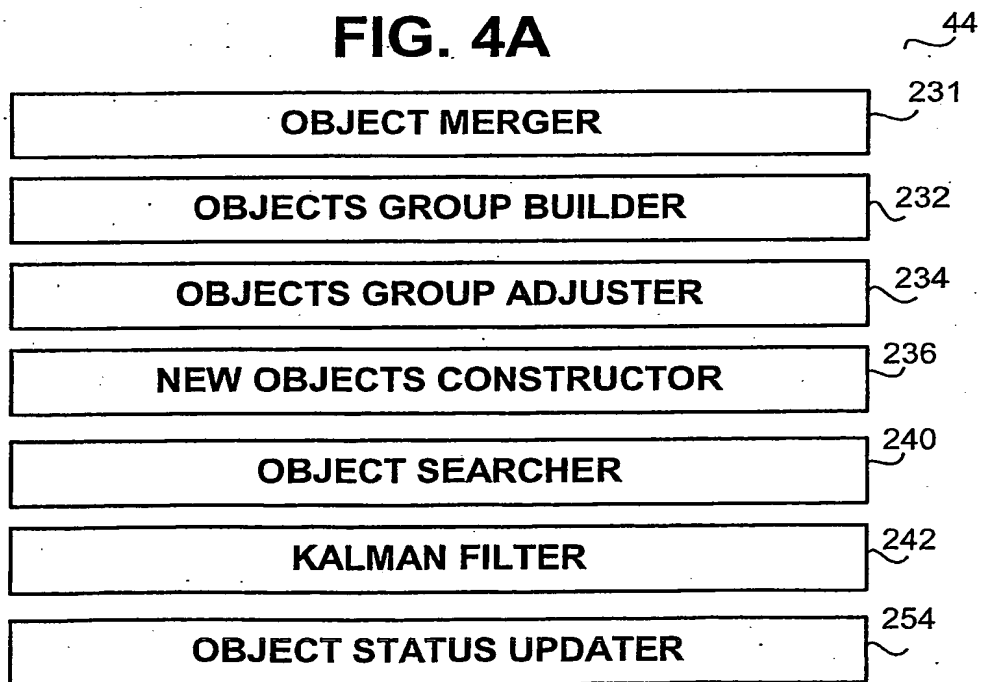 FIG. 4A
44
OBJECT MERGER 231
OBJECTS GROUP BUILDER 232
OBJECTS GROUP ADJUSTER 234
NEW OBJECTS CONSTRUCTOR 236
OBJECT SEARCHER 240
KALMAN FILTER 242
OBJECT STATUS UPDATER 254